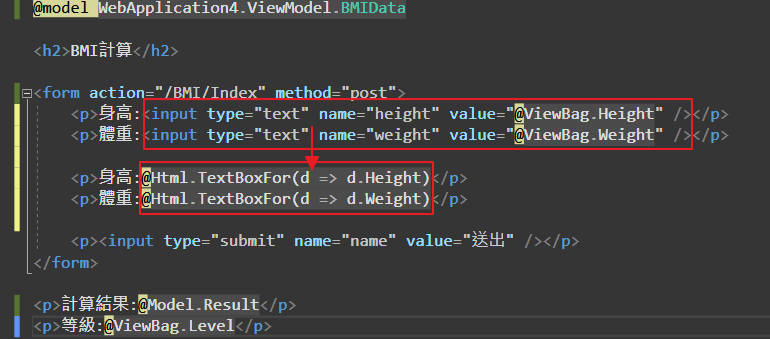 @model WebApplication4.ViewModel.BMIData
<h2>BMI計算</h2>
<form action="/BMI/Index" method="post">
<p>身高:<input type="text" name="height" value="@ViewBag.Height" /></p>
<p>體重:<input type="text" name="weight" value="@ViewBag.Weight" /></p>
<p>身高:@Html.TextBoxFor(d => d.Height)</p>
<p>體重:@Html.TextBoxFor(d => d.Weight)</p>
<p><input type="submit" name="name" value="送出" /></p>
</form>
<p>計算結果:@Model.Result</p>
<p>等級:@ViewBag.Level</p>